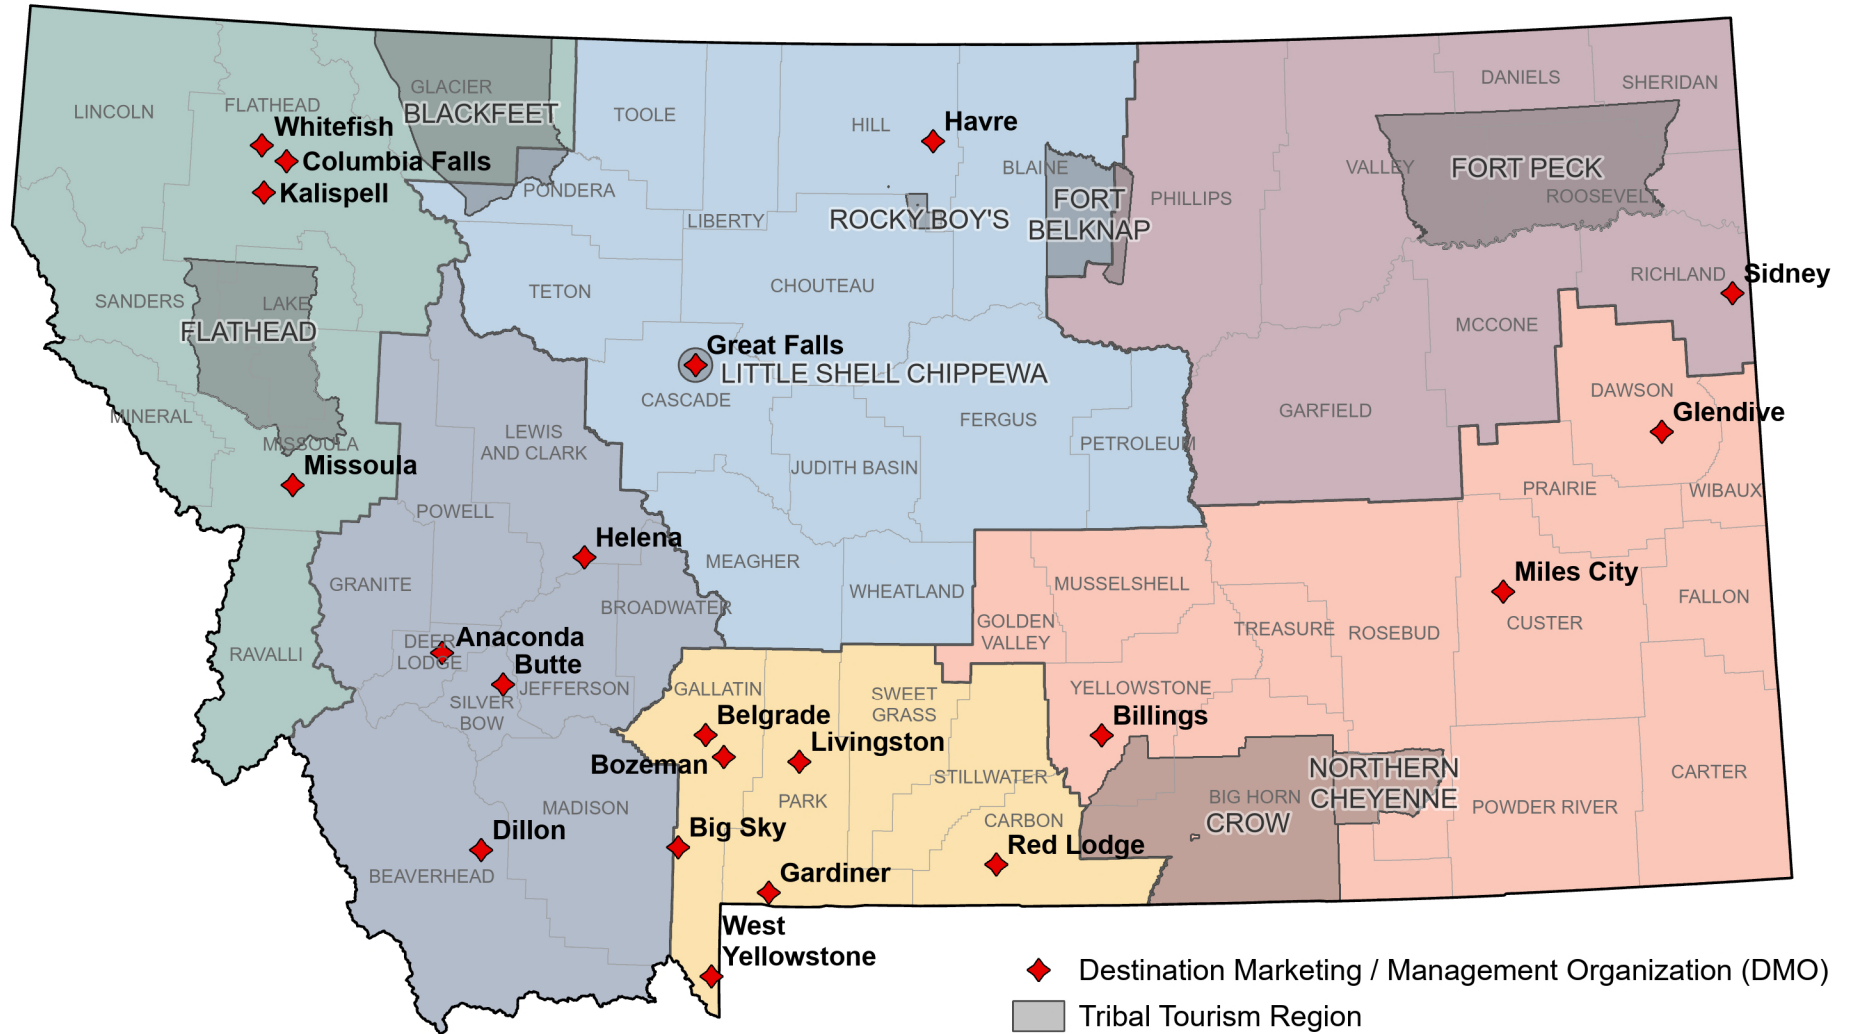 LINCOLN
FLATHEAD
Whitefish
Columbia Falls
Kalispell
GLACIER
BLACKFEET
TOOLE
HILL
Havre
BLAINE
PONDERA
LIBERTY
ROCKY BOY'S
FORT
BELKNAP
PHILLIPS
VALLEY
DANIELS
SHERIDAN
FORT PECK
ROOSEVELT
RICHLAND
Sidney
SANDERS
LAKE
FLATHEAD
TETON
CHOUTEAU
MCCONE
Great Falls
LITTLE SHELL CHIPPEWA
CASCADE
FERGUS
PETROLEUM
GARFIELD
DAWSON
Glendive
MINERAL
MISSOULA
Missoula
LEWIS
AND CLARK
JUDITH BASIN
PRAIRIE
WIBAUX
POWELL
Helena
MEAGHER
WHEATLAND
MUSSELSHELL
GOLDEN
VALLEY
TREASURE
ROSEBUD
Miles City
CUSTER
FALLON
GRANITE
BROADWATER
RAVALLI
DEER
LODGE
Anaconda
Butte
JEFFERSON
SILVER
BOW
GALLATIN
SWEET
GRASS
YELLOWSTONE
Billings
Belgrade
Bozeman
Livingston
STILLWATER
PARK
MADISON
CARBON
BIG HORN
CROW
NORTHERN
CHEYENNE
POWDER RIVER
CARTER
Dillon
BEAVERHEAD
Big Sky
Gardiner
Red Lodge
West
Yellowstone
Destination Marketing / Management Organization (DMO)
Tribal Tourism Region